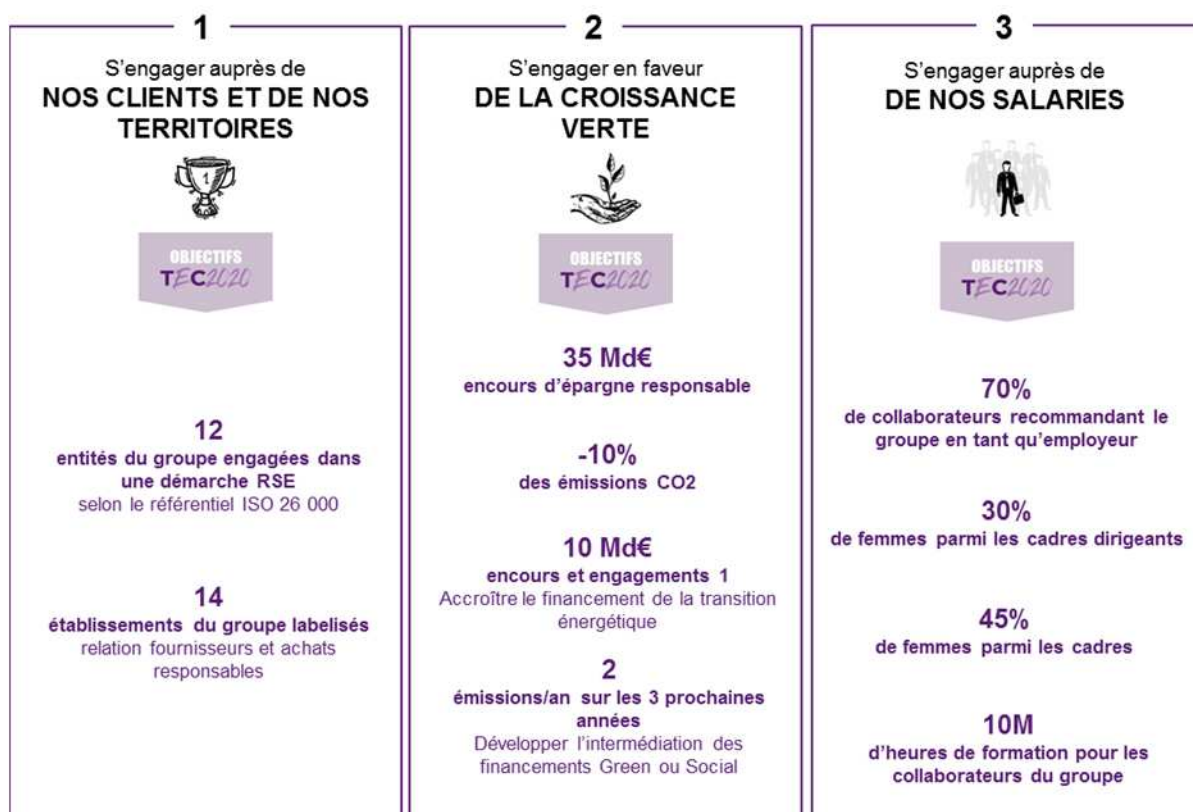 1
S'engager auprès de
NOS CLIENTS ET DE NOS
TERRITOIRES
1
OBJECTIFS
TEC2020
12
entités du groupe engagées dans
une démarche RSE
selon le référentiel ISO 26 000
14
établissements du groupe labelisés
relation fournisseurs et achats
responsables
2
S'engager en faveur
DE LA CROISSANCE
VERTE
OBJECTIFS
TEC2020
35 Md€
encours d'épargne responsable
-10%
des émissions CO2
10 Md€
encours et engagements 1
Accroître le financement de la transition
énergétique
2
émissions/an sur les 3 prochaines
années
Développer l'intermédiation des
financements Green ou Social
3
S'engager auprès de
DE NOS SALARIES
OBJECTIFS
TEC2020
70%
de collaborateurs recommandant le
groupe en tant qu'employeur
30%
de femmes parmi les cadres dirigeants
45%
de femmes parmi les cadres
10M
d'heures de formation pour les
collaborateurs du groupe